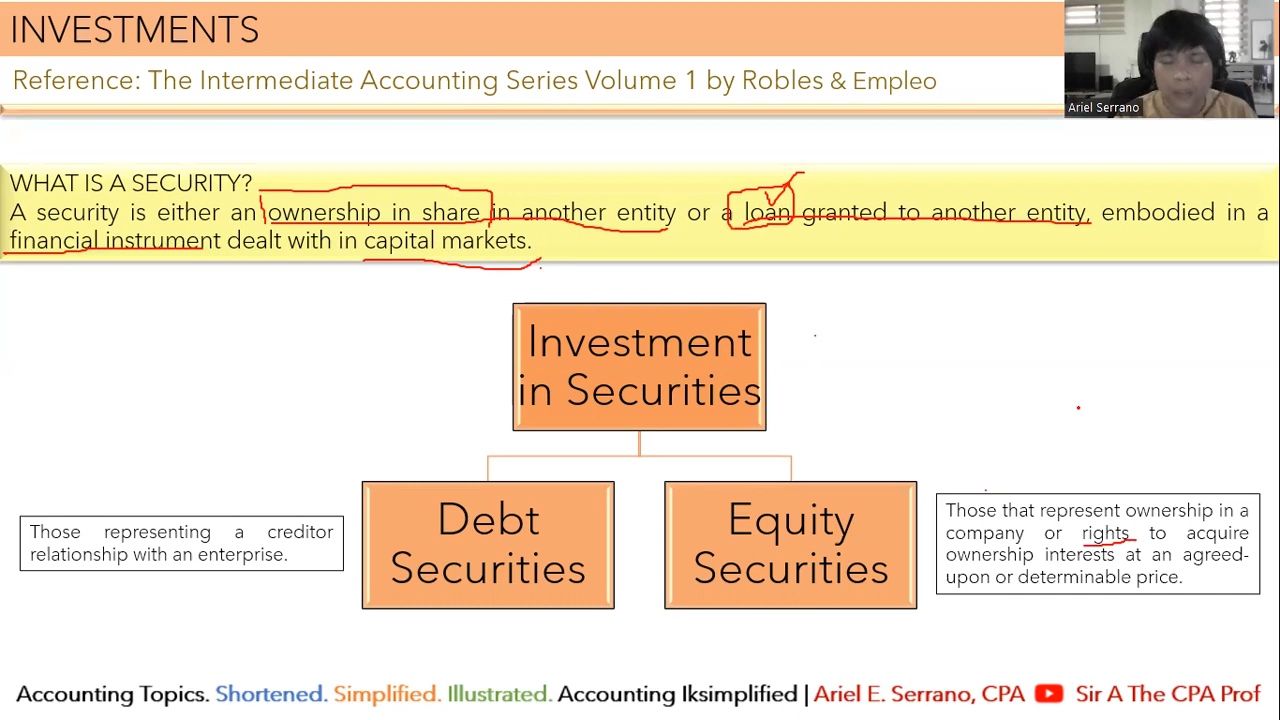 INVESTMENTS
Reference: The Intermediate Accounting Series Volume 1 by Robles & Empleo
Ariel Serrano
WHAT IS A SECURITY?
A security is either an ownership in share in another entity or a loan granted to another entity, embodied in a
financial instrument dealt with in capital markets.
Investment
in Securities
Debt
Securities
Equity
Securities
Those representing a creditor
relationship with an enterprise.
Those that represent ownership in a
company or rights to acquire
ownership interests at an agreed-
upon or determinable price.
Accounting Topics. Shortened. Simplified. Illustrated. Accounting Iksimplified | Ariel E. Serrano, CPA Sir A The CPA Prof